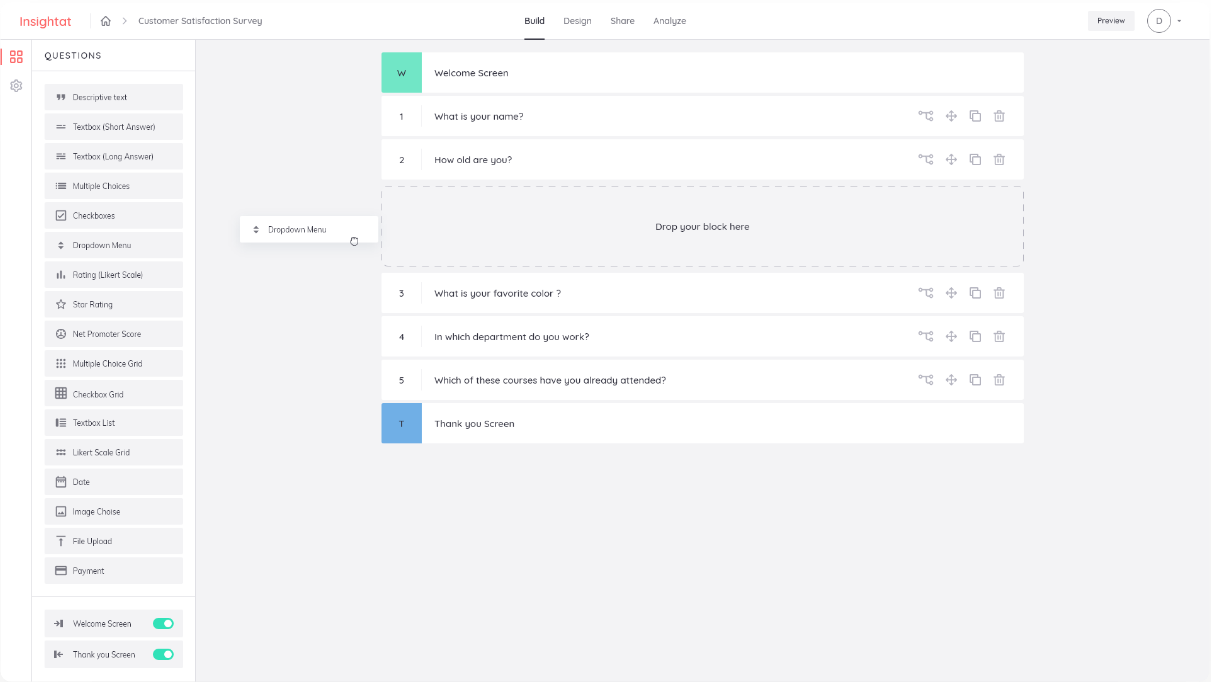 Insightat
Customer Satisfaction Survey
Build
Design
Share
Analyze
Preview
D
QUESTIONS
Descriptive text
Textbox (Short Answer)
Textbox (Long Answer)
Multiple Choices
Checkboxes
Dropdown Menu
Rating (Likert Scale)
Star Rating
Net Promoter Score
Multiple Choice Grid
Checkbox Grid
Textbox List
Likert Scale Grid
Date
Image Choise
File Upload
Payment
Welcome Screen
Thank you Screen
W Welcome Screen
1 What is your name?
2 How old are you?
Dropdown Menu
Drop your block here
3 What is your favorite color ?
4 In which department do you work?
5 Which of these courses have you already attended?
T Thank you Screen